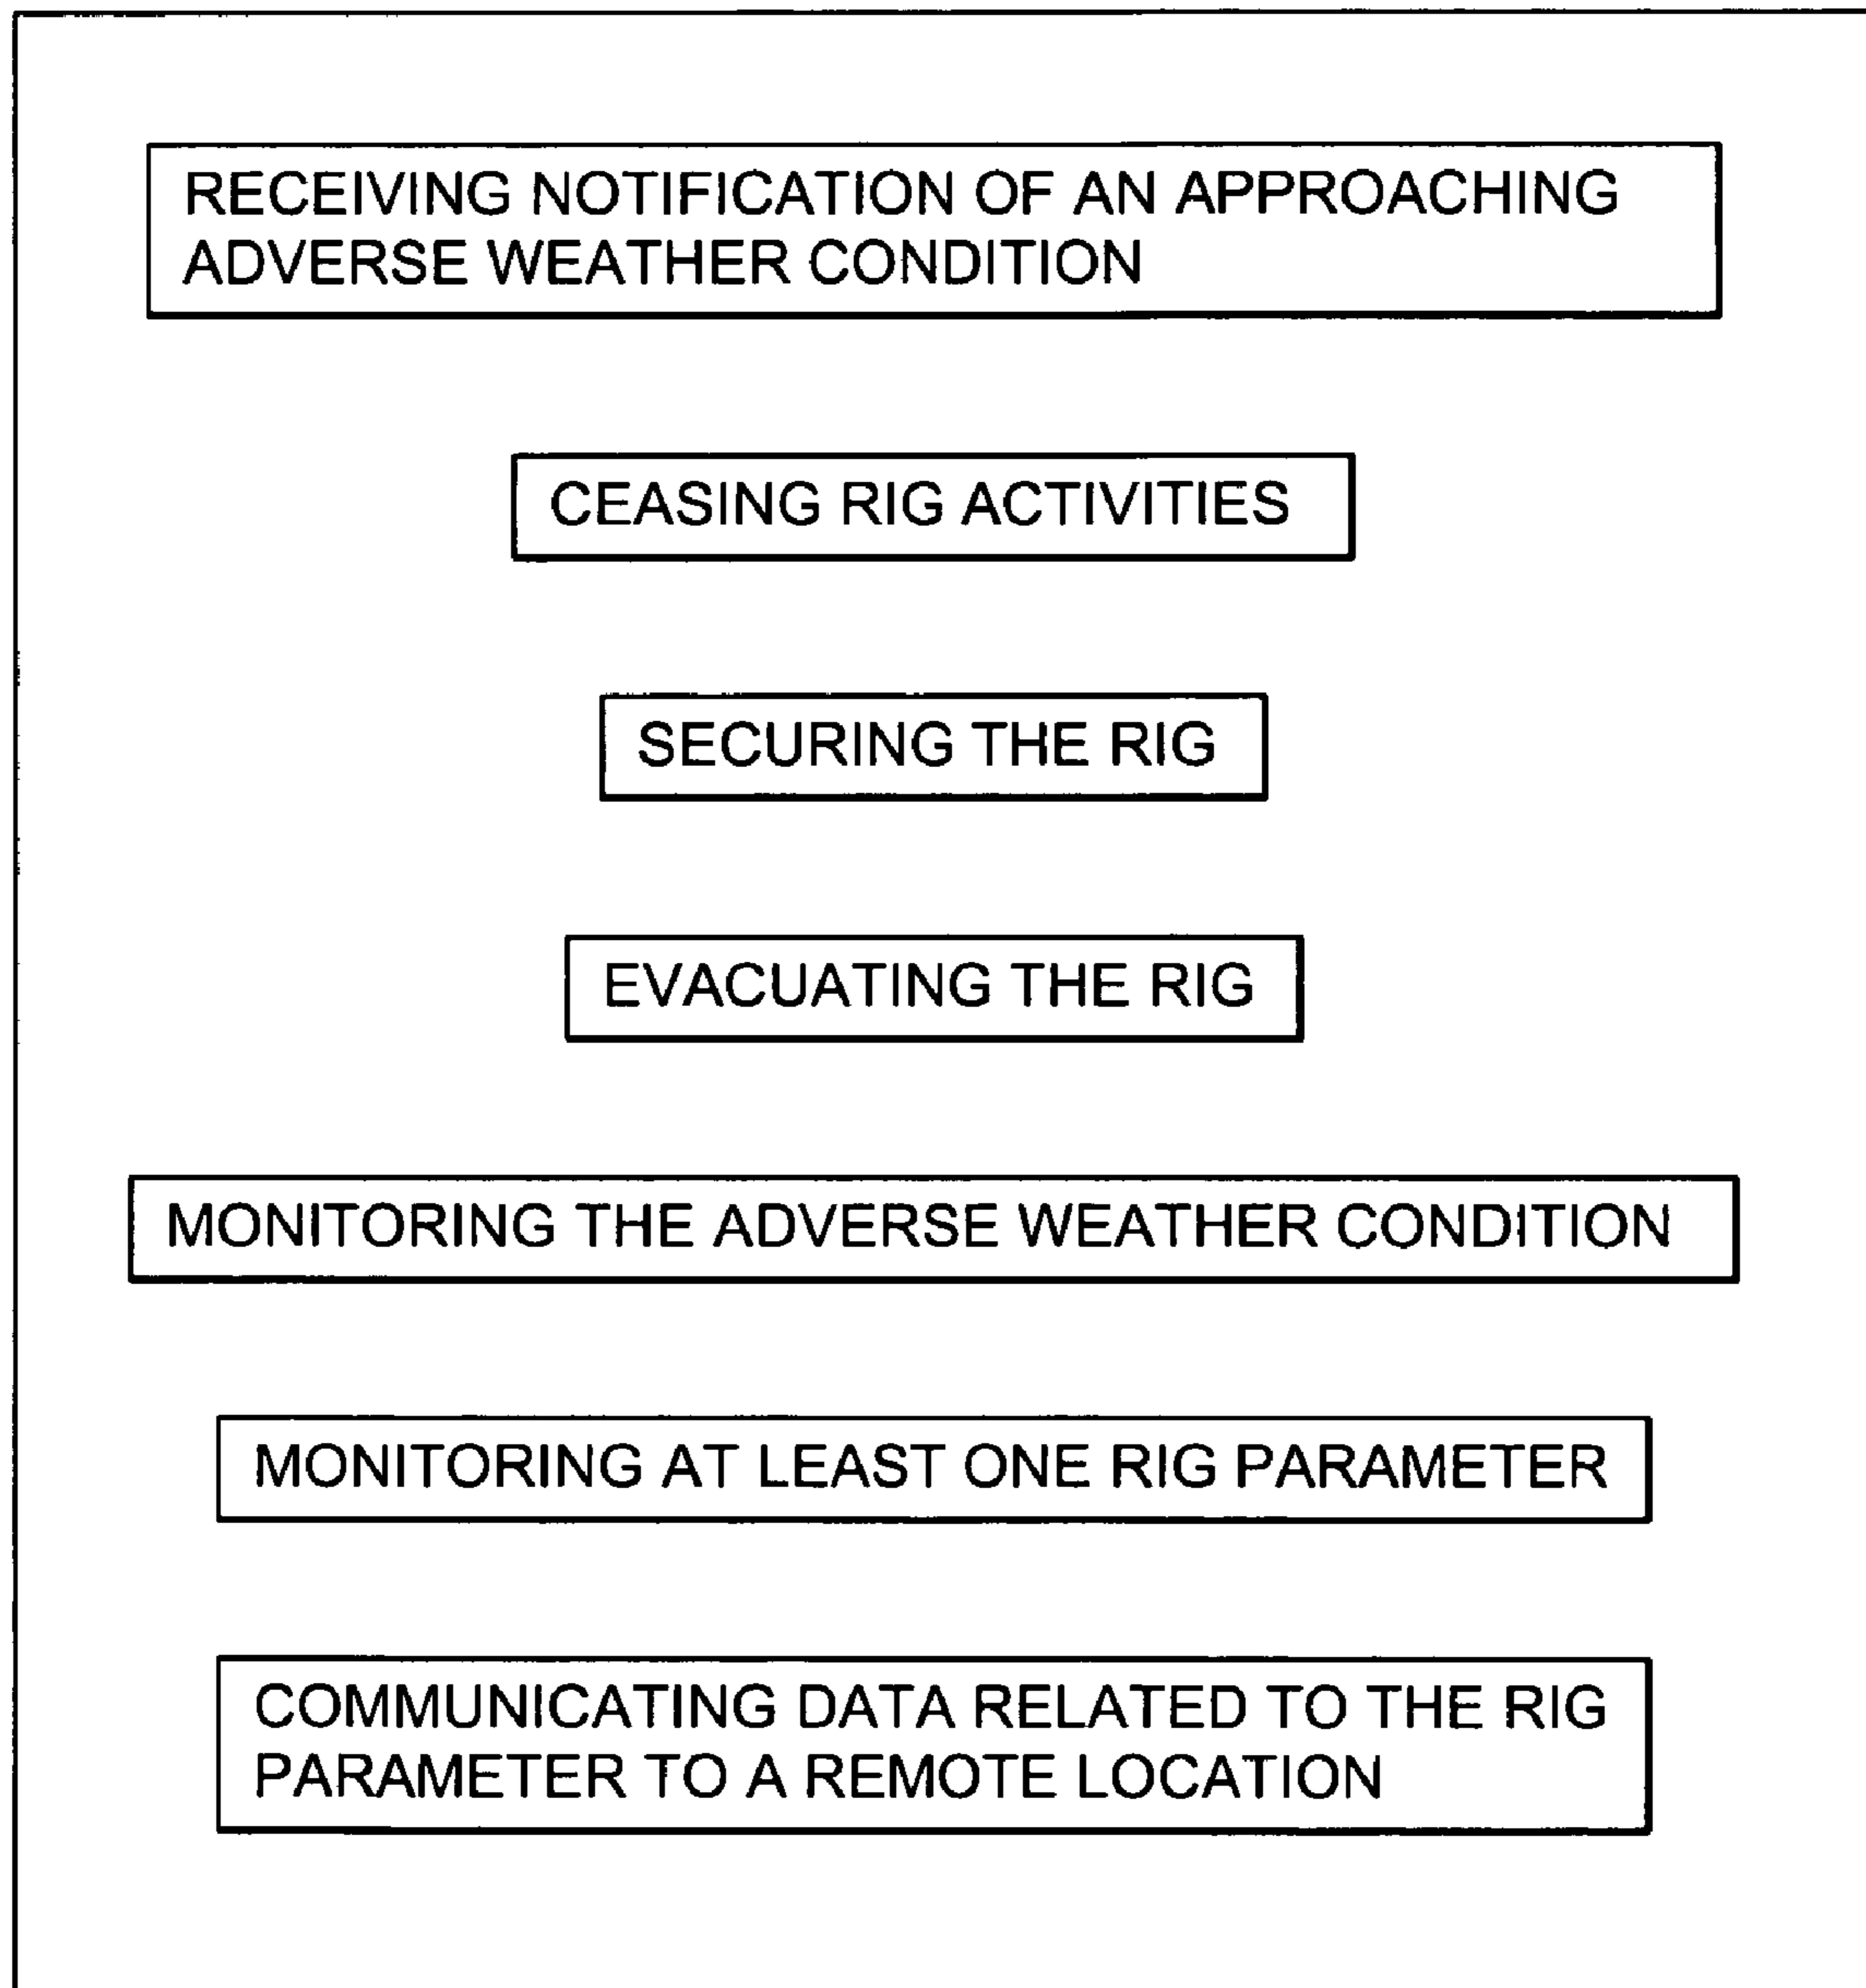 RECEIVING NOTIFICATION OF AN APPROACHING
ADVERSE WEATHER CONDITION
CEASING RIG ACTIVITIES
SECURING THE RIG
EVACUATING THE RIG
MONITORING THE ADVERSE WEATHER CONDITION
MONITORING AT LEAST ONE RIG PARAMETER
COMMUNICATING DATA RELATED TO THE RIG
PARAMETER TO A REMOTE LOCATION